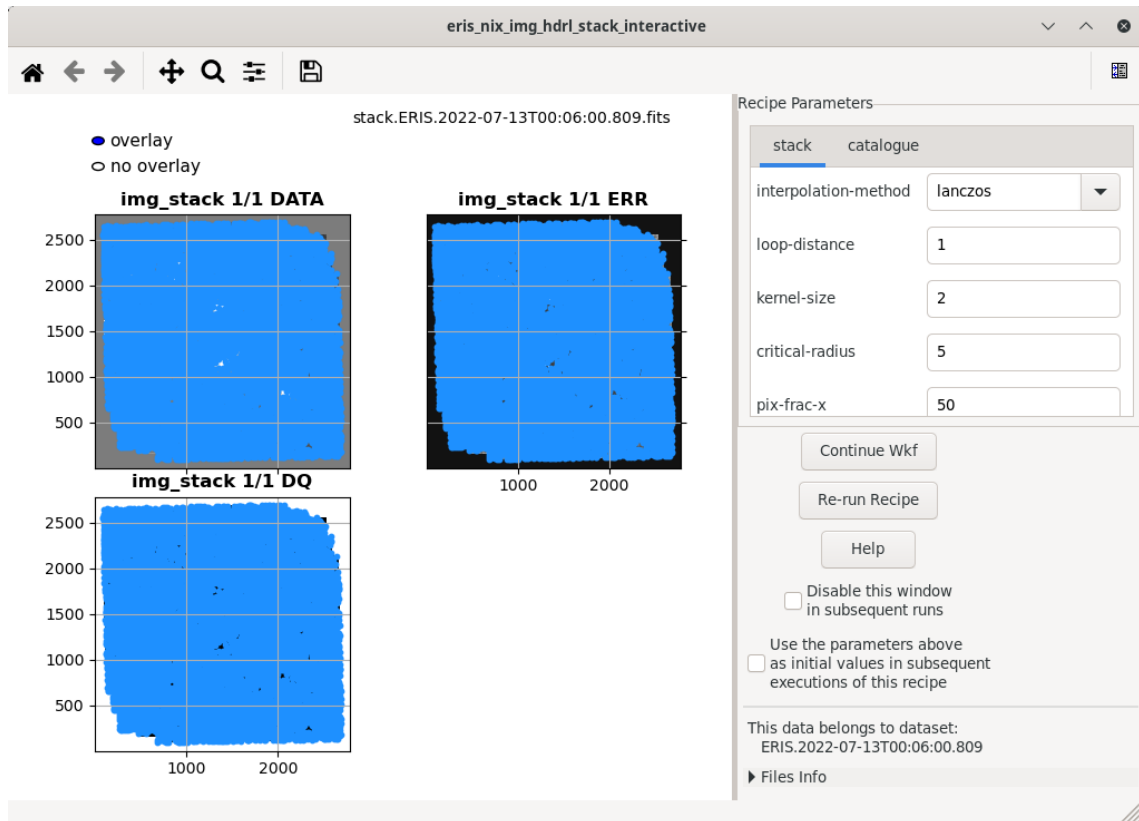 eris_nix_img_hdrl_stack_interactive
stack.ERIS.2022-07-13T00:06:00.809.fits
overlay
no overlay
img_stack 1/1 DATA
2500
2000
1500
1000
500
img_stack 1/1 ERR
1000
2000
img_stack 1/1 DQ
2500
2000
1500
1000
500
1000
2000
Recipe Parameters
stack
catalogue
interpolation-method
lanczos
loop-distance
1
kernel-size
2
critical-radius
5
pix-frac-x
50
Continue Wkf
Re-run Recipe
Help
Disable this window
in subsequent runs
Use the parameters above
as initial values in subsequent
executions of this recipe
This data belongs to dataset:
ERIS.2022-07-13T00:06:00.809
Files Info